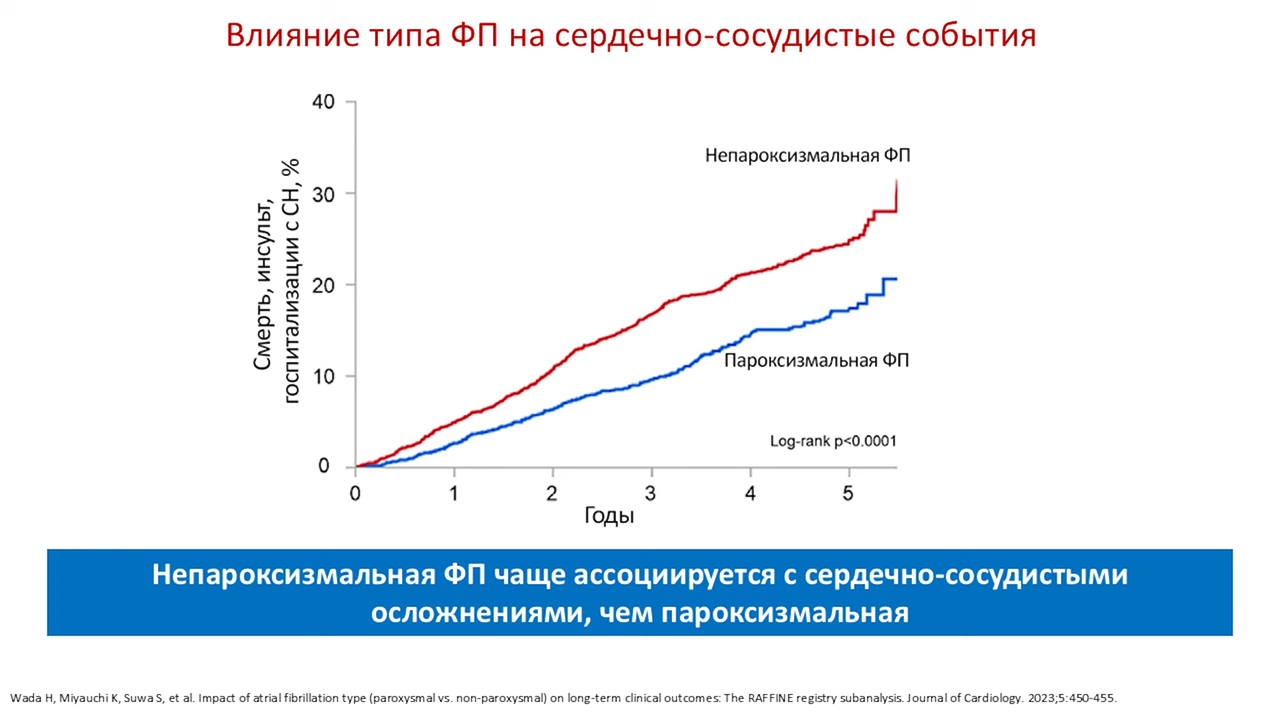 Влияние типа ФП на сердечно-сосудистые события
40
30
20
10
0
Смерть, инсульт,
госпитализации с СН, %
Непароксизмальная ФП
Пароксизмальная ФП
Log-rank p<0.0001
0 1 2 3 4 5
Годы
Непароксизмальная ФП чаще ассоциируется с сердечно-сосудистыми
осложнениями, чем пароксизмальная
Wada H, Miyauchi K, Suwa S, et al. Impact of atrial fibrillation type (paroxysmal vs. non-paroxysmal) on long-term clinical outcomes: The RAFFINE registry subanalysis. Journal of Cardiology. 2023;5:450-455.